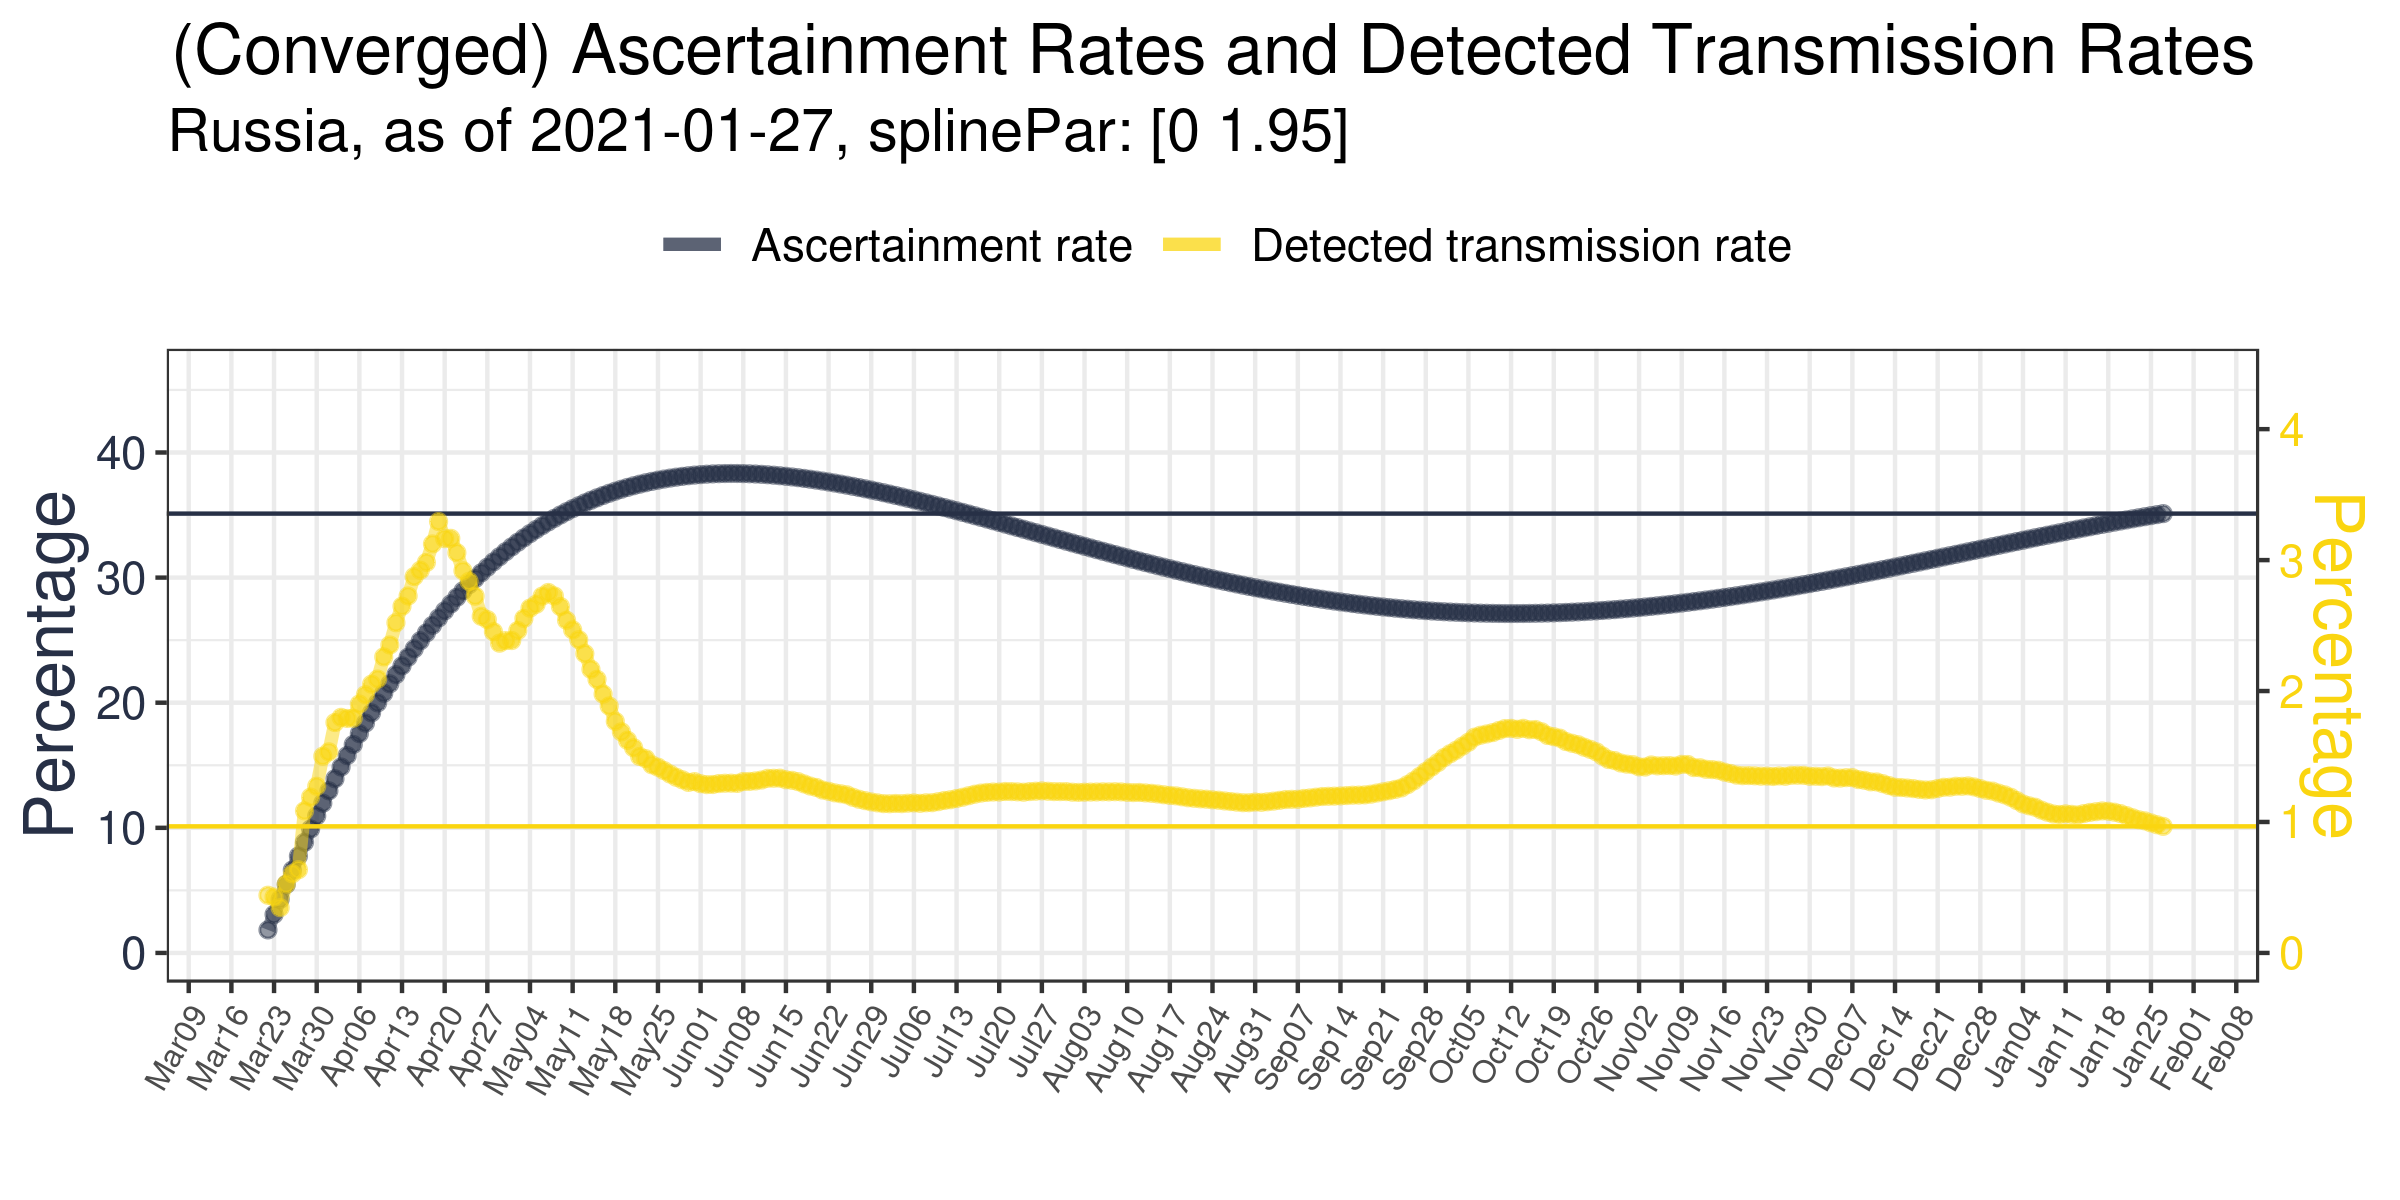 (Converged) Ascertainment Rates and Detected Transmission Rates
Russia, as of 2021-01-27, splinePar: [0 1.95]
Ascertainment rate Detected transmission rate
Percentage
40
30
20
10
0
4
3
2
1
0
Percentage
Mar09 Mar16 Mar23 Mar30 Apr06 Apr13 Apr20 Apr27 May04 May11 May18 May25 Jun01 Jun08 Jun15 Jun22 Jun29 Jul06 Jul13 Jul20 Jul27 Aug03 Aug10 Aug17 Aug24 Aug31 Sep07 Sep14 Sep21 Sep28 Oct05 Oct12 Oct19 Oct26 Nov02 Nov09 Nov16 Nov23 Nov30 Dec07 Dec14 Dec21 Dec28 Jan04 Jan11 Jan18 Jan25 Feb01 Feb08